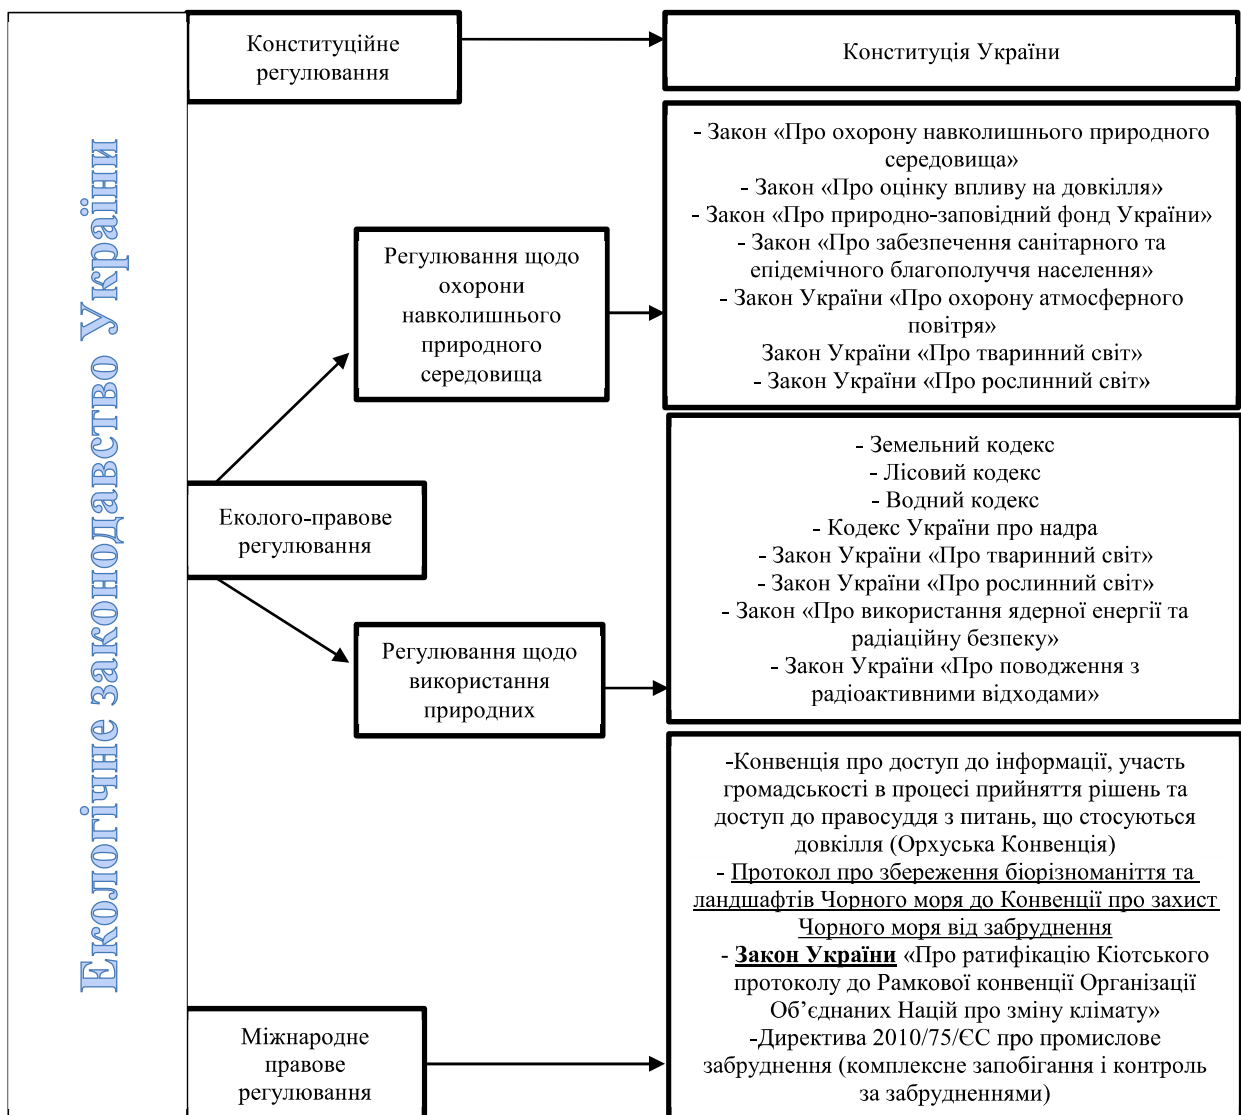 Екологічне законодавство України
Конституційне
регулювання
Конституція України
- Закон «Про охорону навколишнього природного
середовища»
- Закон «Про оцінку впливу на довкілля»
- Закон «Про природно-заповідний фонд України»
- Закон «Про забезпечення санітарного та
епідемічного благополуччя населення»
- Закон України «Про охорону атмосферного
повітря»
Закон України «Про тваринний світ»
- Закон України «Про рослинний світ»
Регулювання щодо
охорони
навколишнього
природного
середовища
Еколого-правове
регулювання
- Земельний кодекс
- Лісовий кодекс
- Водний кодекс
- Кодекс України про надра
- Закон України «Про тваринний світ»
- Закон України «Про рослинний світ»
- Закон «Про використання ядерної енергії та
радіаційну безпеку»
- Закон України «Про поводження з
радіоактивними відходами»
Регулювання щодо
використання
природних
-Конвенція про доступ до інформації, участь
громадськості в процесі прийняття рішень та
доступ до правосуддя з питань, що стосуються
довкілля (Орхуська Конвенція)
- Протокол про збереження біорізноманіття та
ландшафтів Чорного моря до Конвенції про захист
Чорного моря від забруднення
- Закон України «Про ратифікацію Кіотського
протоколу до Рамкової конвенції Організації
Об’єднаних Націй про зміну клімату»
-Директива 2010/75/ЄС про промислове
забруднення (комплексне запобігання і контроль
за забрудненнями)
Міжнародне
правове
регулювання